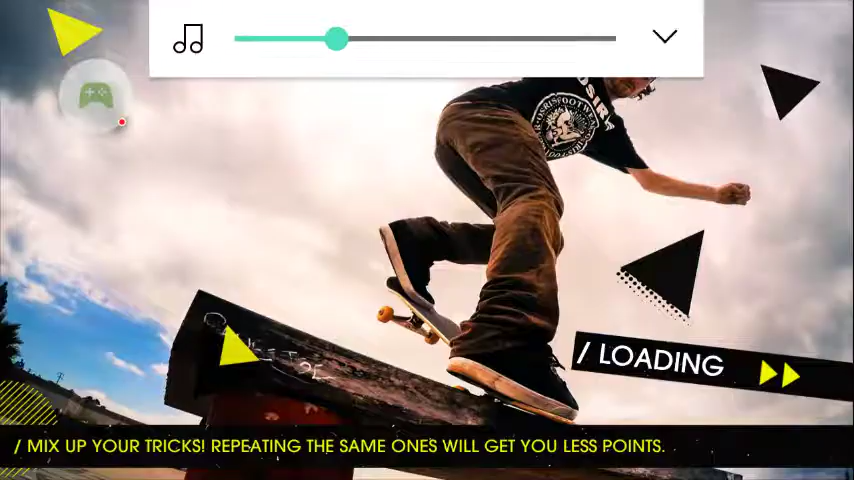 / LOADING
/ MIX UP YOUR TRICKS! REPEATING THE SAME ONES WILL GET YOU LESS POINTS.